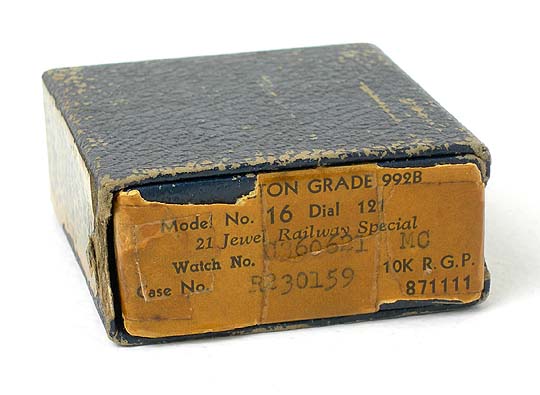 TON GRADE 992B
Model No. 16 Dial 121
21 Jewel Railway Special
Watch No. C360621 MC
Case No. R230159 10K R.G.P.
871111